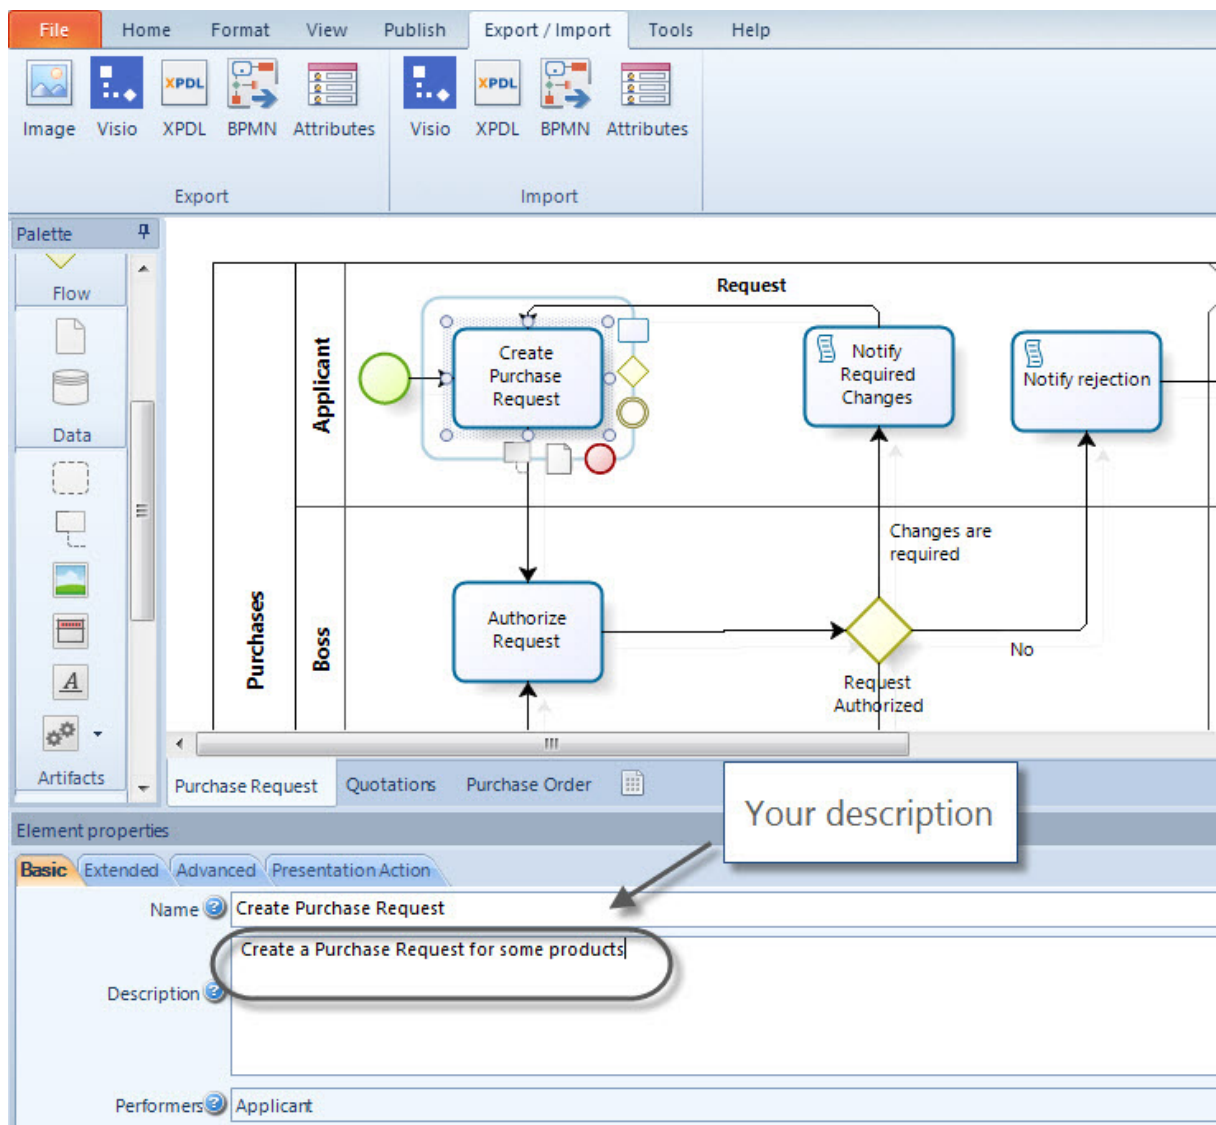 File Home Format View Publish Export / Import Tools Help
XPDL XPDL
Image Visio XPDL BPMN Attributes Visio XPDL BPMN Attributes
Export Import
Palette
Flow
Data
A
Artifacts
Purchases
Applicant
Boss
Request
Create
Purchase
Request
Notify
Required
Changes
Notify rejection
Changes are
required
Authorize
Request
No
Request
Authorized
Purchase Request Quotations Purchase Order
Your description
Element properties
Basic Extended Advanced Presentation Action
Name Create Purchase Request
Create a Purchase Request for some products
Description
Performers Applicant